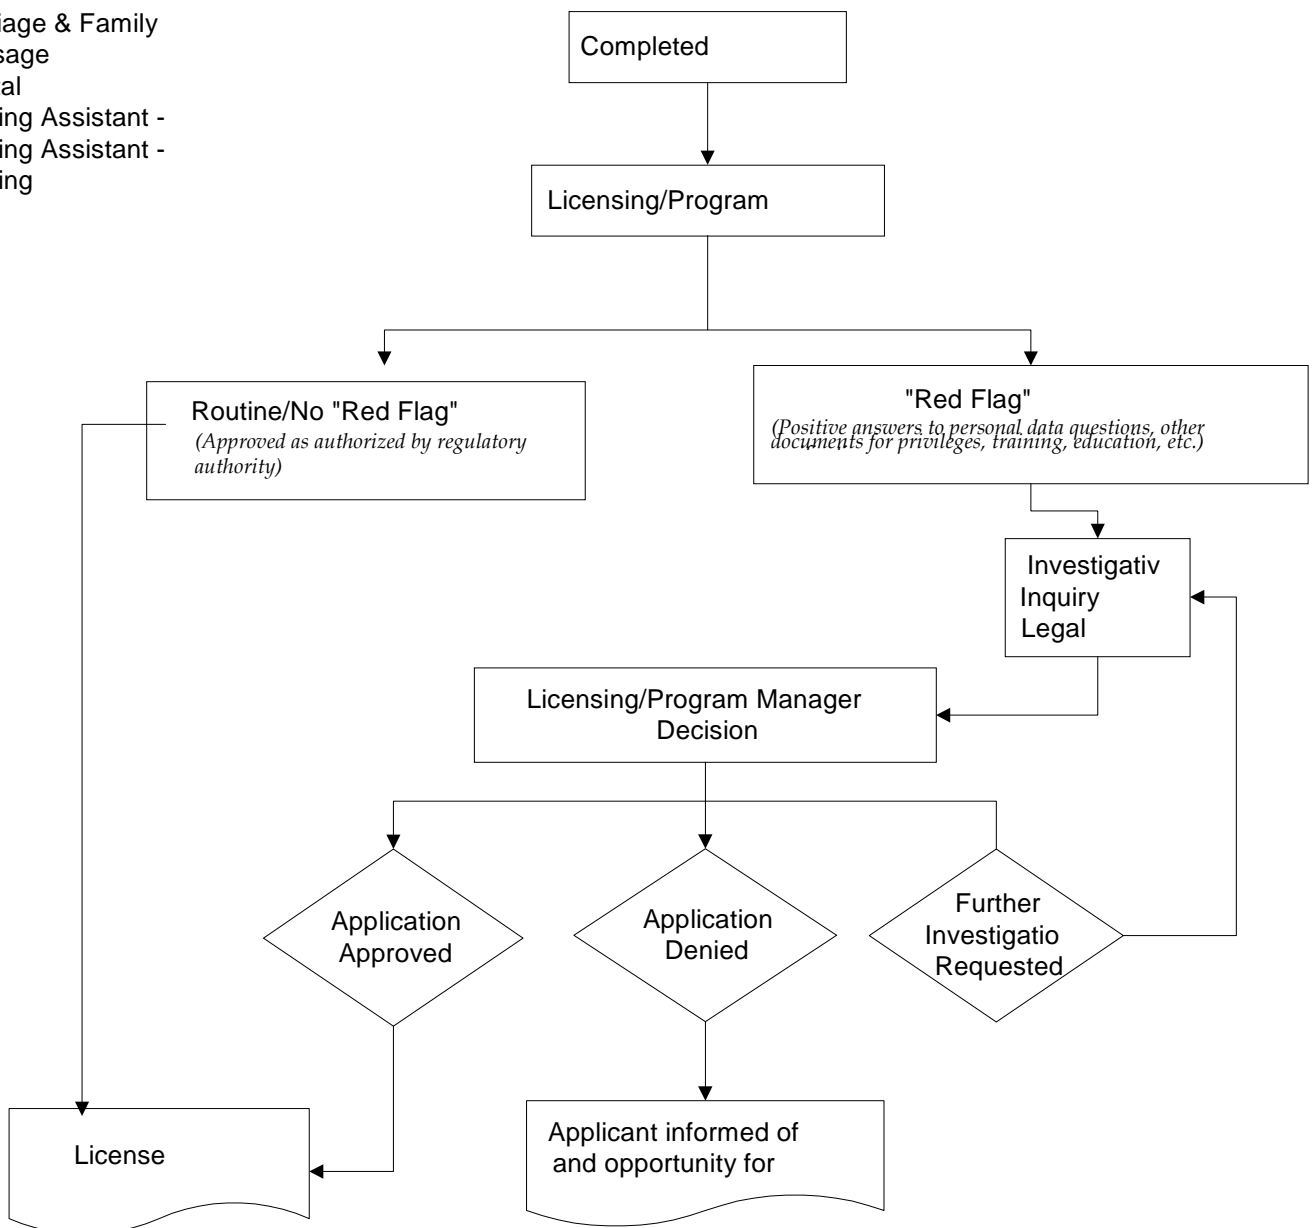 iage & Family
sage
tal
ing Assistant -
ing Assistant -
ing
Completed
Licensing/Program
Routine/No "Red Flag"
(Approved as authorized by regulatory
authority)
"Red Flag"
(Positive answers to personal data questions, other
documents for privileges, training, education, etc.)
Investigativ
Inquiry
Legal
Licensing/Program Manager
Decision
Application
Approved
Application
Denied
Further
Investigatio
Requested
License
Applicant informed of
and opportunity for